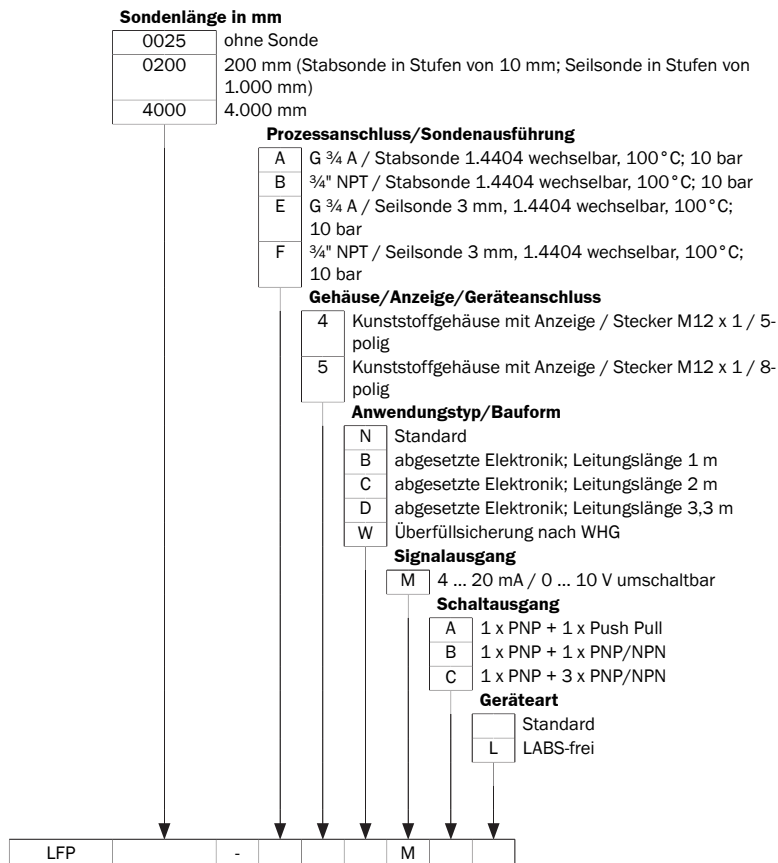 Sondenlänge in mm
0025 ohne Sonde
0200 200 mm (Stabsonde in Stufen von 10 mm; Seilsonde in Stufen von
1.000 mm)
4000 4.000 mm
Prozessanschluss/Sondenausführung
A G ¾ A / Stabsonde 1.4404 wechselbar, 100°C; 10 bar
B ¾" NPT / Stabsonde 1.4404 wechselbar, 100°C; 10 bar
E G ¾ A / Seilsonde 3 mm, 1.4404 wechselbar, 100°C;
10 bar
F ¾" NPT / Seilsonde 3 mm, 1.4404 wechselbar, 100°C;
10 bar
Gehäuse/Anzeige/Geräteanschluss
4 Kunststoffgehäuse mit Anzeige / Stecker M12 x 1 / 5-
polig
5 Kunststoffgehäuse mit Anzeige / Stecker M12 x 1 / 8-
polig
Anwendungstyp/Bauform
N Standard
B abgesetzte Elektronik; Leitungslänge 1 m
C abgesetzte Elektronik; Leitungslänge 2 m
D abgesetzte Elektronik; Leitungslänge 3,3 m
W Überfüllsicherung nach WHG
Signalausgang
M 4 ... 20 mA / 0 ... 10 V umschaltbar
Schaltausgang
A 1 x PNP + 1 x Push Pull
B 1 x PNP + 1 x PNP/NPN
C 1 x PNP + 3 x PNP/NPN
Geräteart
Standard
L LABS-frei
LFP - M